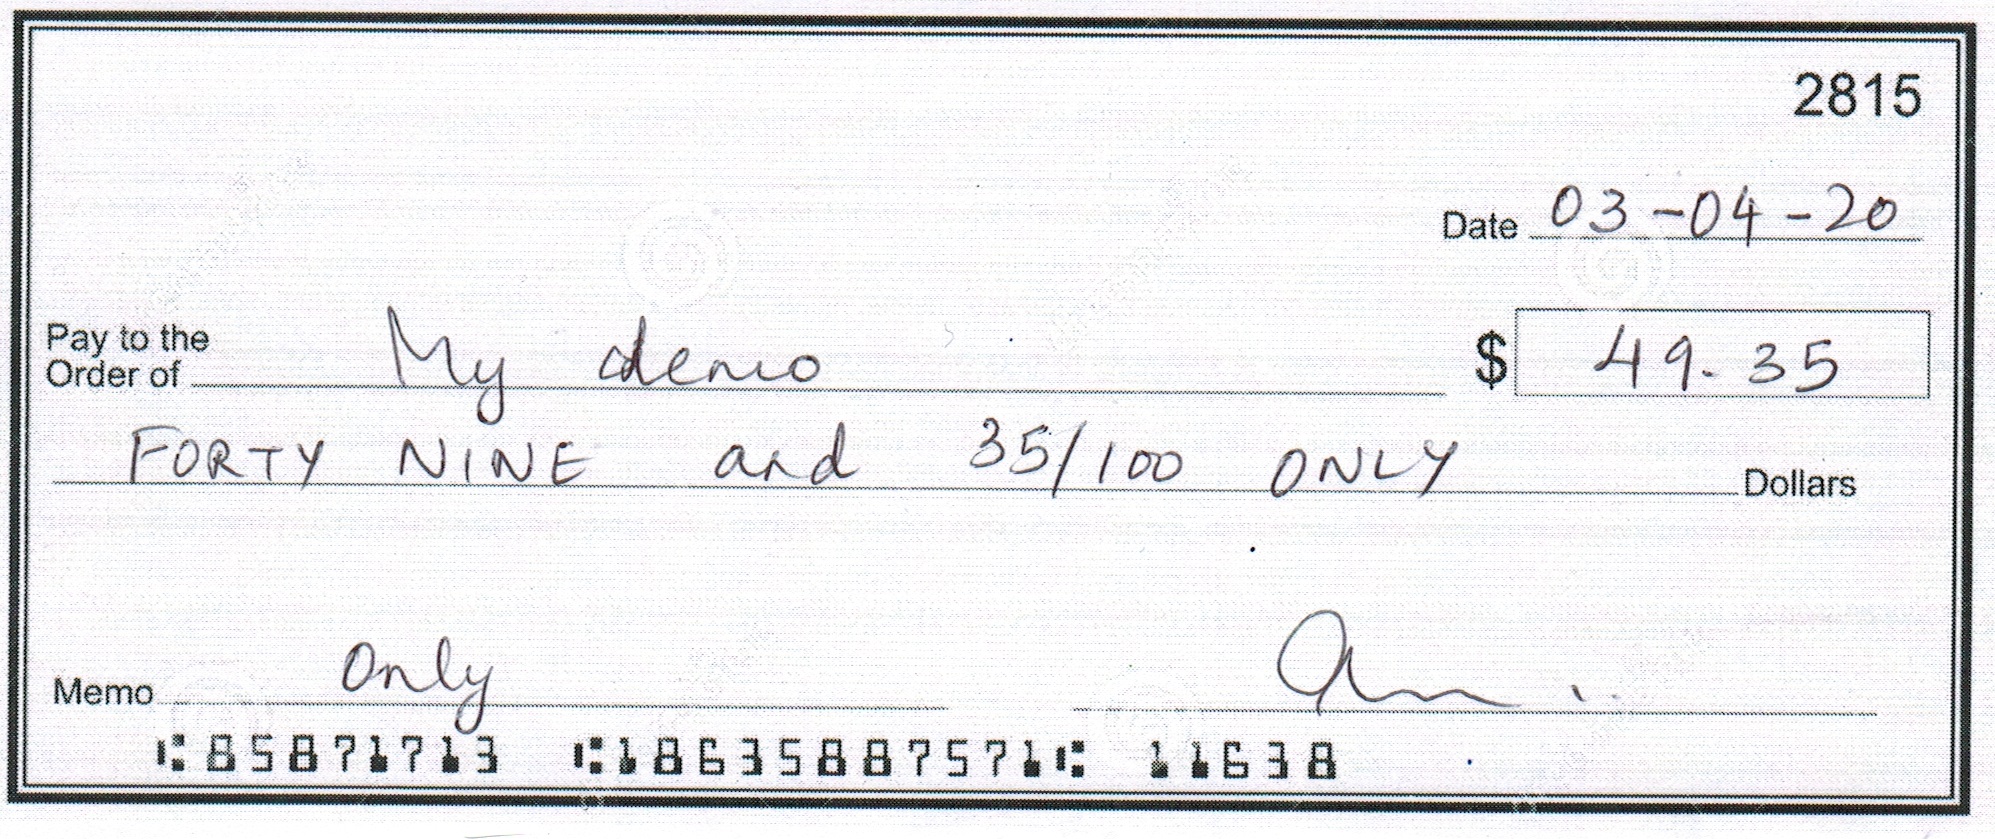 2815
Date 03-04-20
Pay to the
Order of My demo $ 49.35
FORTY NINE and 35/100 ONLY Dollars
Memo Only
⑆85871713 ⑆18635887571⑆ 11638